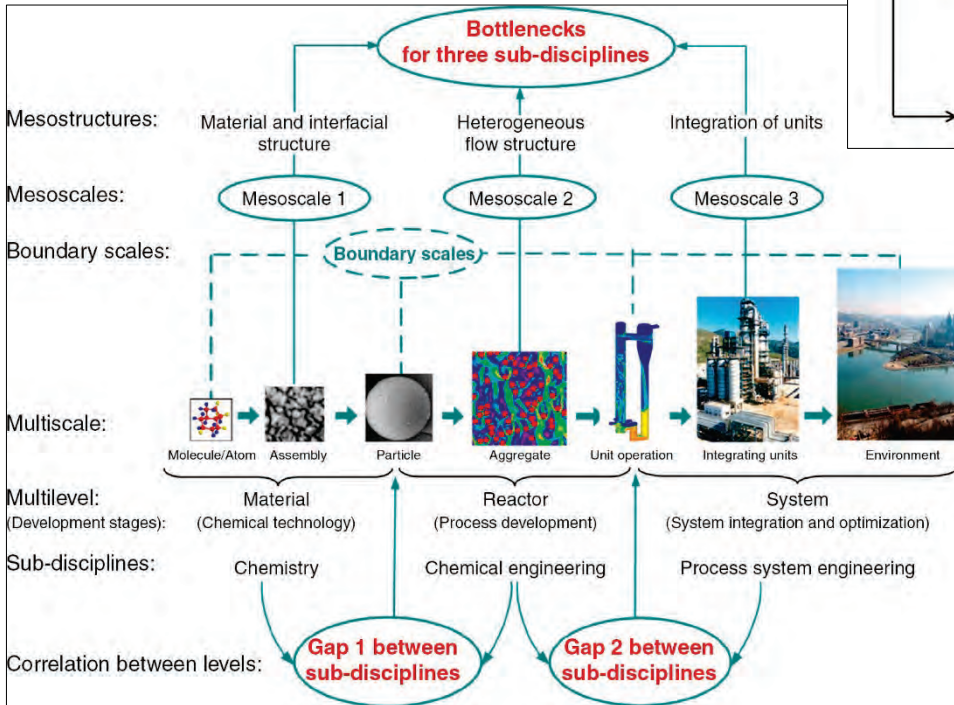 Bottlenecks
for three sub-disciplines
Mesostructures:
Material and interfacial
structure
Heterogeneous
flow structure
Integration of units
Mesoscales:
Mesoscale 1
Mesoscale 2
Mesoscale 3
Boundary scales:
Boundary scales
Multiscale:
Molecule/Atom
Assembly
Particle
Aggregate
Unit operation
Integrating units
Environment
Multilevel:
Material
Reactor
System
(Development stages):
(Chemical technology)
(Process development)
(System integration and optimization)
Sub-disciplines:
Chemistry
Chemical engineering
Process system engineering
Correlation between levels:
Gap 1 between
sub-disciplines
Gap 2 between
sub-disciplines